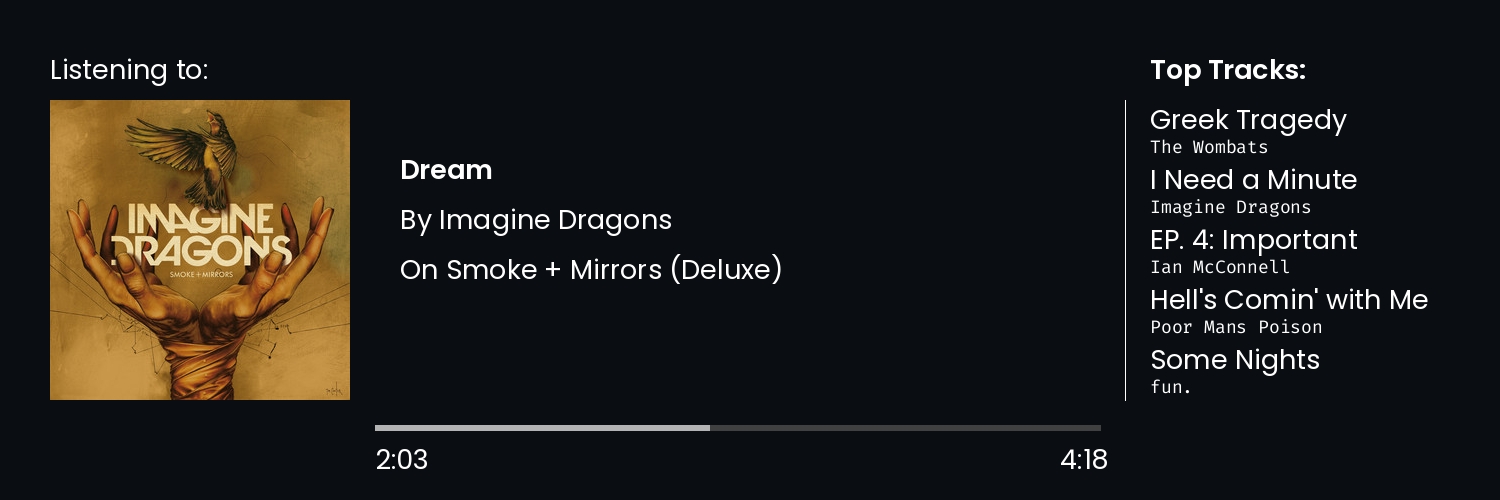 Listening to:
IMAGINE
DRAGONS
SMOKE + MIRRORS
Dream
By Imagine Dragons
On Smoke + Mirrors (Deluxe)
2:03
4:18
Top Tracks:
Greek Tragedy
The Wombats
I Need a Minute
Imagine Dragons
EP. 4: Important
Ian McConnell
Hell's Comin' with Me
Poor Mans Poison
Some Nights
fun.